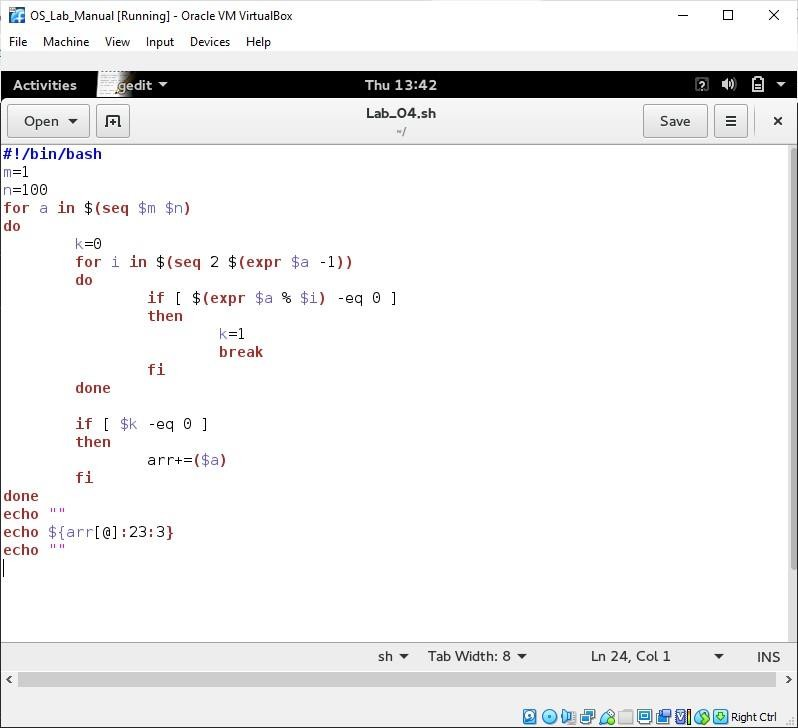 OS_Lab_Manual [Running] - Oracle VM VirtualBox
File Machine View Input Devices Help
Activities gedit Thu 13:42
Open Lab_04.sh Save
~/
#!/bin/bash
m=1
n=100
for a in $(seq $m $n)
do
        k=0
        for i in $(seq 2 $(expr $a -1))
        do
                if [ $(expr $a % $i) -eq 0 ]
                then
                        k=1
                        break
                fi
        done
        if [ $k -eq 0 ]
        then
                arr+=($a)
        fi
done
echo ""
echo ${arr[@]:23:3}
echo ""
sh Tab Width: 8 Ln 24, Col 1 INS
Right Ctrl